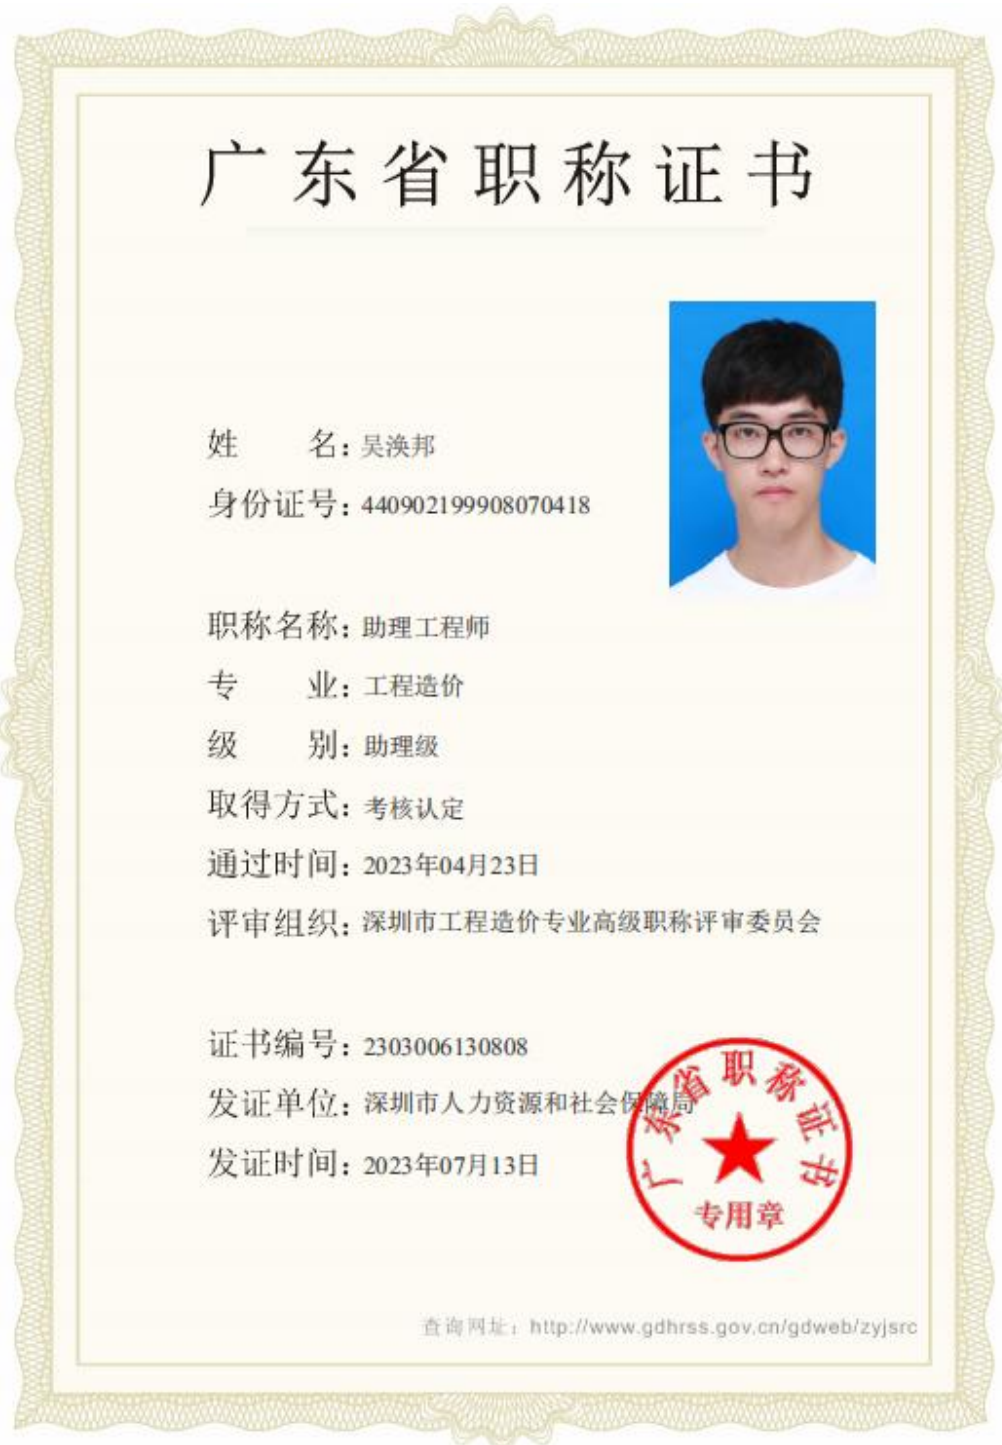 广东省职称证书
姓名：吴涣邦
身份证号：440902199908070418
职称名称：助理工程师
专业：工程造价
级别：助理级
取得方式：考核认定
通过时间：2023年04月23日
评审组织：深圳市工程造价专业高级职称评审委员会
证书编号：2303006130808
发证单位：深圳市人力资源和社会保障局
发证时间：2023年07月13日
广东省职称证书
专用章
查询网址：http://www.gdhrss.gov.cn/gdweb/zyjsrc